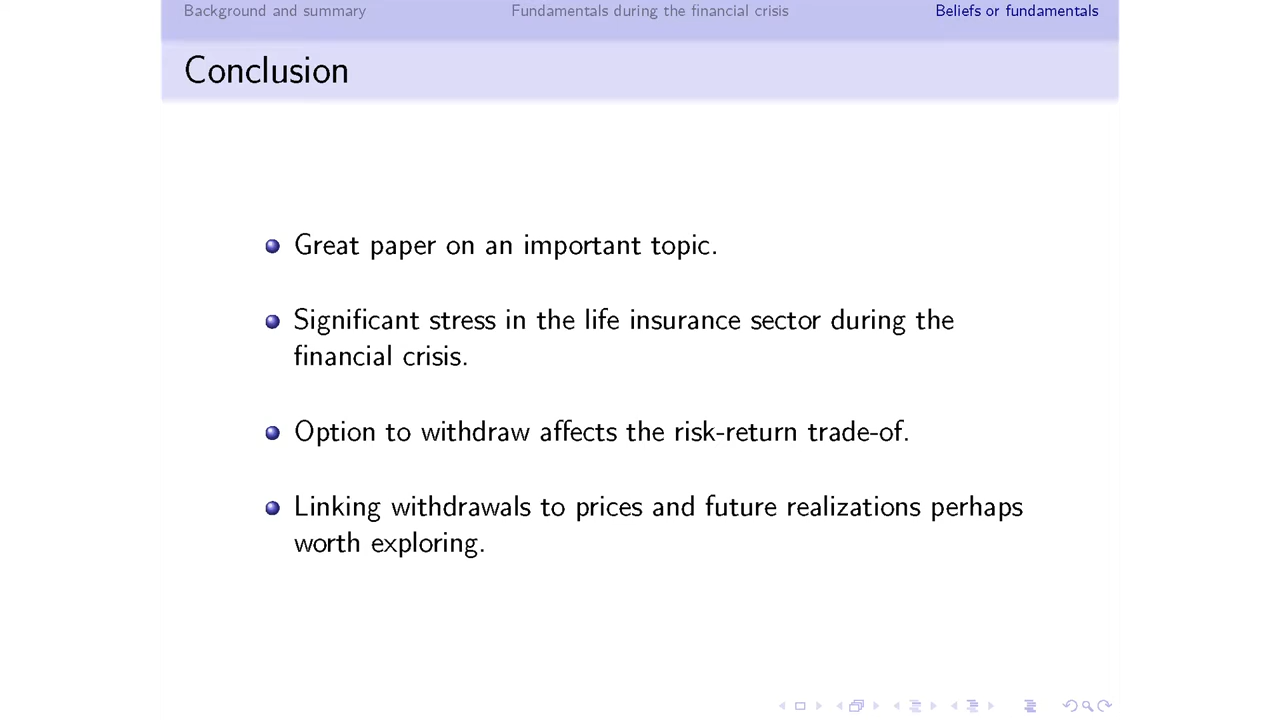 Background and summary Fundamentals during the financial crisis Beliefs or fundamentals
Conclusion
Great paper on an important topic.
Significant stress in the life insurance sector during the
financial crisis.
Option to withdraw affects the risk-return trade-of.
Linking withdrawals to prices and future realizations perhaps
worth exploring.